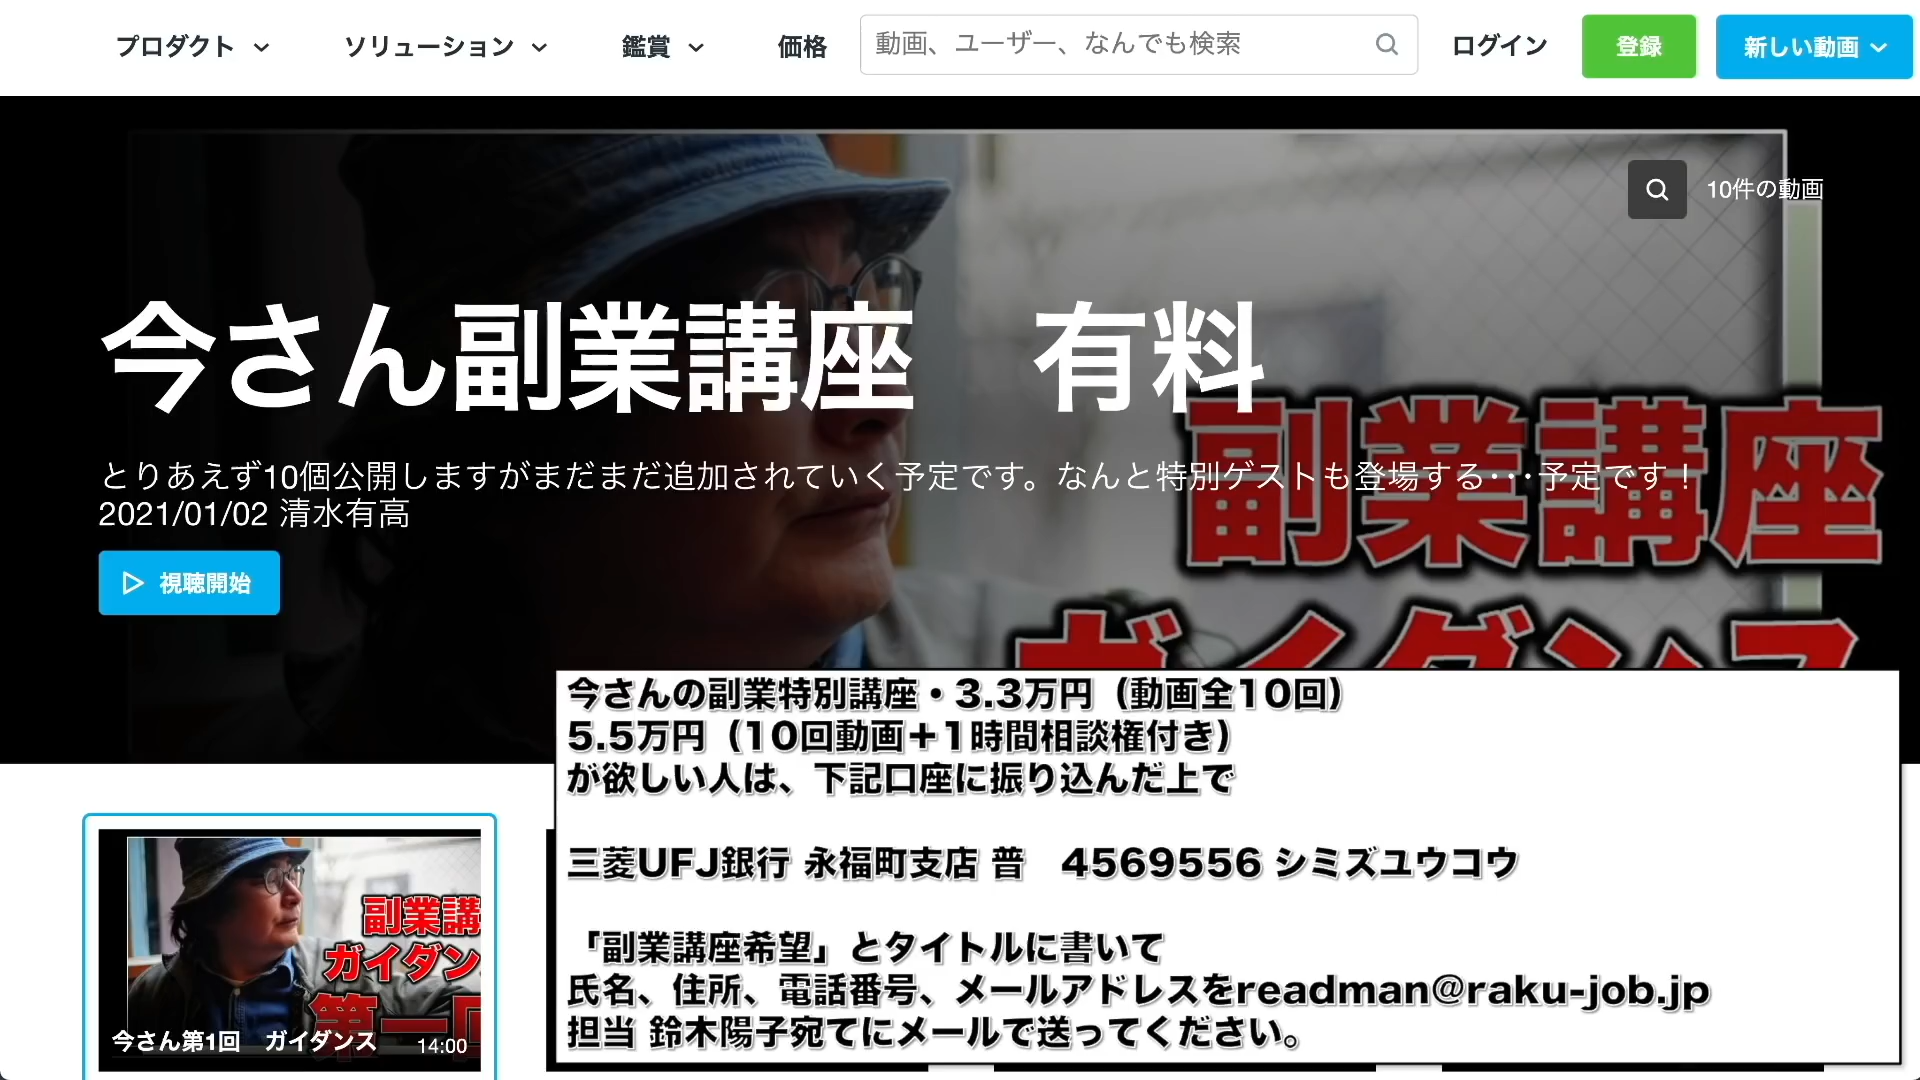 プロダクト
ソリューション
鑑賞
価格
動画、ユーザー、なんでも検索
ログイン
登録
新しい動画
10件の動画
今さん副業講座　有料
副業講座
とりあえず10個公開しますがまだまだ追加されていく予定です。なんと特別ゲストも登場する･･･予定です！
2021/01/02 清水有高
視聴開始
ガイダンス
今さんの副業特別講座・3.3万円（動画全10回）
5.5万円（10回動画＋1時間相談権付き）
が欲しい人は、下記口座に振り込んだ上で
三菱UFJ銀行 永福町支店 普　4569556 シミズユウコウ
「副業講座希望」とタイトルに書いて
氏名、住所、電話番号、メールアドレスをreadman@raku-job.jp
担当 鈴木陽子宛てにメールで送ってください。
副業講
ガイダン
第一回
今さん第1回　ガイダンス
14:00